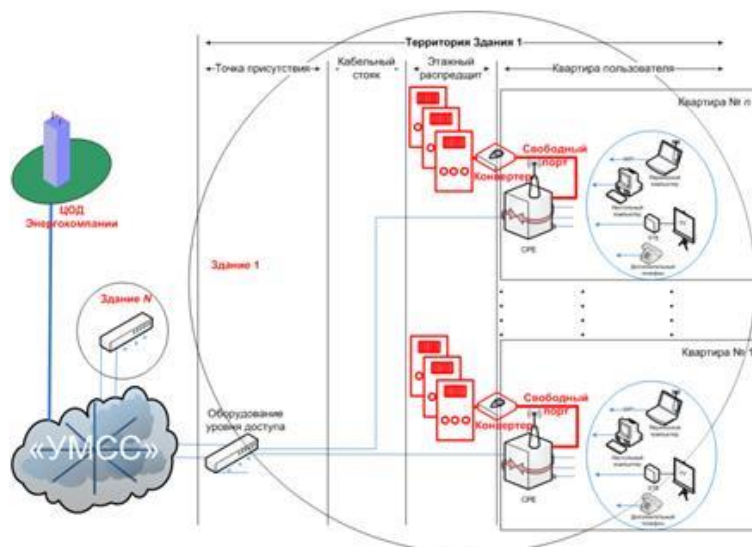 Территория Здания 1
Точка присутствия
Кабельный
стояк
Этажный
распредщит
Квартира пользователя
Квартира № n
Свободный
порт
Конвертер
CPE
ЦОД
Энергокомпании
Здание 1
Здание N
Квартира № 1
Свободный
порт
Конвертер
CPE
Оборудование
уровня доступа
«УМСС»